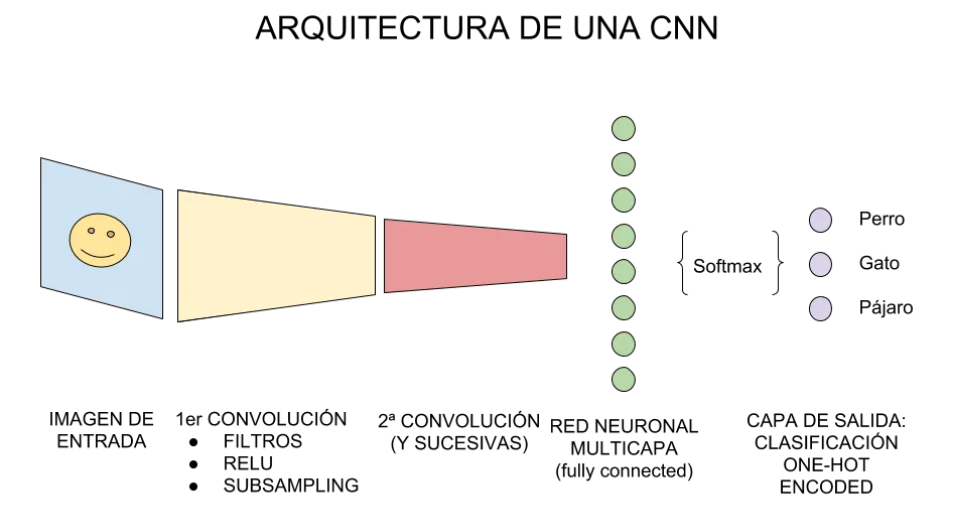 ARQUITECTURA DE UNA CNN
Perro
Softmax
Gato
Pájaro
IMAGEN DE
ENTRADA
1er CONVOLUCIÓN
● FILTROS
● RELU
● SUBSAMPLING
2ª CONVOLUCIÓN
(Y SUCESIVAS)
RED NEURONAL
MULTICAPA
(fully connected)
CAPA DE SALIDA:
CLASIFICACIÓN
ONE-HOT
ENCODED